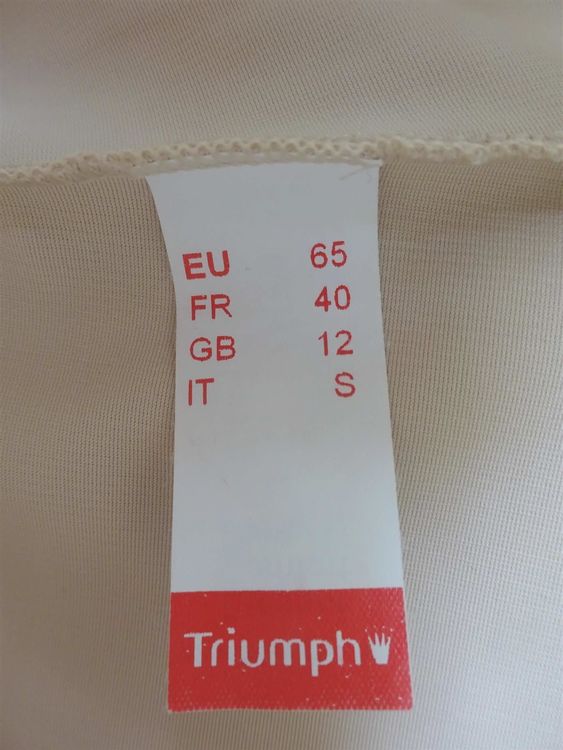 EU 65
FR 40
GB 12
IT S
Triumph